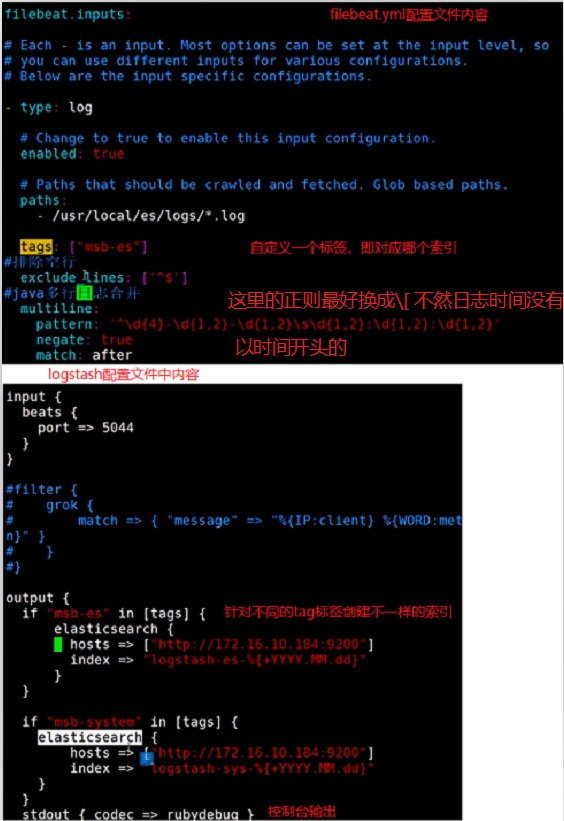 filebeat.inputs:
filebeat.yml配置文件内容
# Each - is an input. Most options can be set at the input level, so
# you can use different inputs for various configurations.
# Below are the input specific configurations.
- type: log
# Change to true to enable this input configuration.
enabled: true
# Paths that should be crawled and fetched. Glob based paths.
paths:
- /usr/local/es/logs/*.log
tags: ["msb-es"]
自定义一个标签，即对应哪个索引
#排除空行
exclude_lines: ['^$']
#java多行日志合并
这里的正则最好换成\[ 不然日志时间没有
multiline:
pattern: '^\d{4}-\d{1,2}-\d{1,2}\s\d{1,2}:\d{1,2}:\d{1,2}'
negate: true
以时间开头的
match: after
logstash配置文件中内容
input {
beats {
port => 5044
}
}
#filter {
# grok {
# match => { "message" => "%{IP:client} %{WORD:met
n}" }
# }
#}
output {
if "msb-es" in [tags] {
针对不同的tag标签创建不一样的索引
elasticsearch {
hosts => ["http://172.16.10.184:9200"]
index => "logstash-es-%{+YYYY.MM.dd}"
}
}
if "msb-system" in [tags] {
elasticsearch {
hosts => ["http://172.16.10.184:9200"]
index => "logstash-sys-%{+YYYY.MM.dd}"
}
}
stdout { codec => rubydebug }
控制台输出